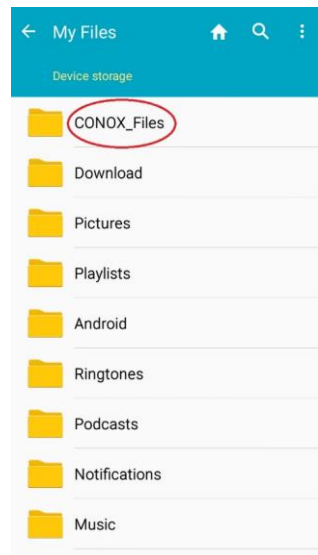 My Files
Device storage
CONOX_Files
Download
Pictures
Playlists
Android
Ringtones
Podcasts
Notifications
Music